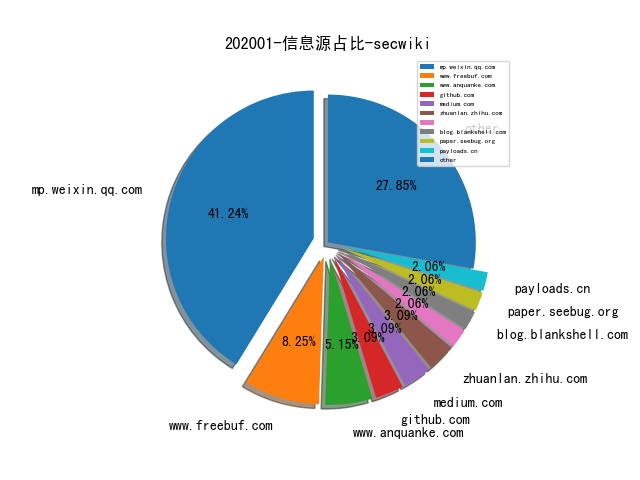 202001-信息源占比-secwiki
mp.weixin.qq.com
www.freebuf.com
www.anquanke.com
github.com
medium.com
zhuanlan.zhihu.com
blog.blankshell.com
paper.seebug.org
payloads.cn
other
other
27.85%
41.24%
mp.weixin.qq.com
2.06%
2.06%
2.06%
2.06%
3.09%
3.09%
3.09%
5.15%
8.25%
payloads.cn
paper.seebug.org
blog.blankshell.com
zhuanlan.zhihu.com
medium.com
github.com
www.anquanke.com
www.freebuf.com